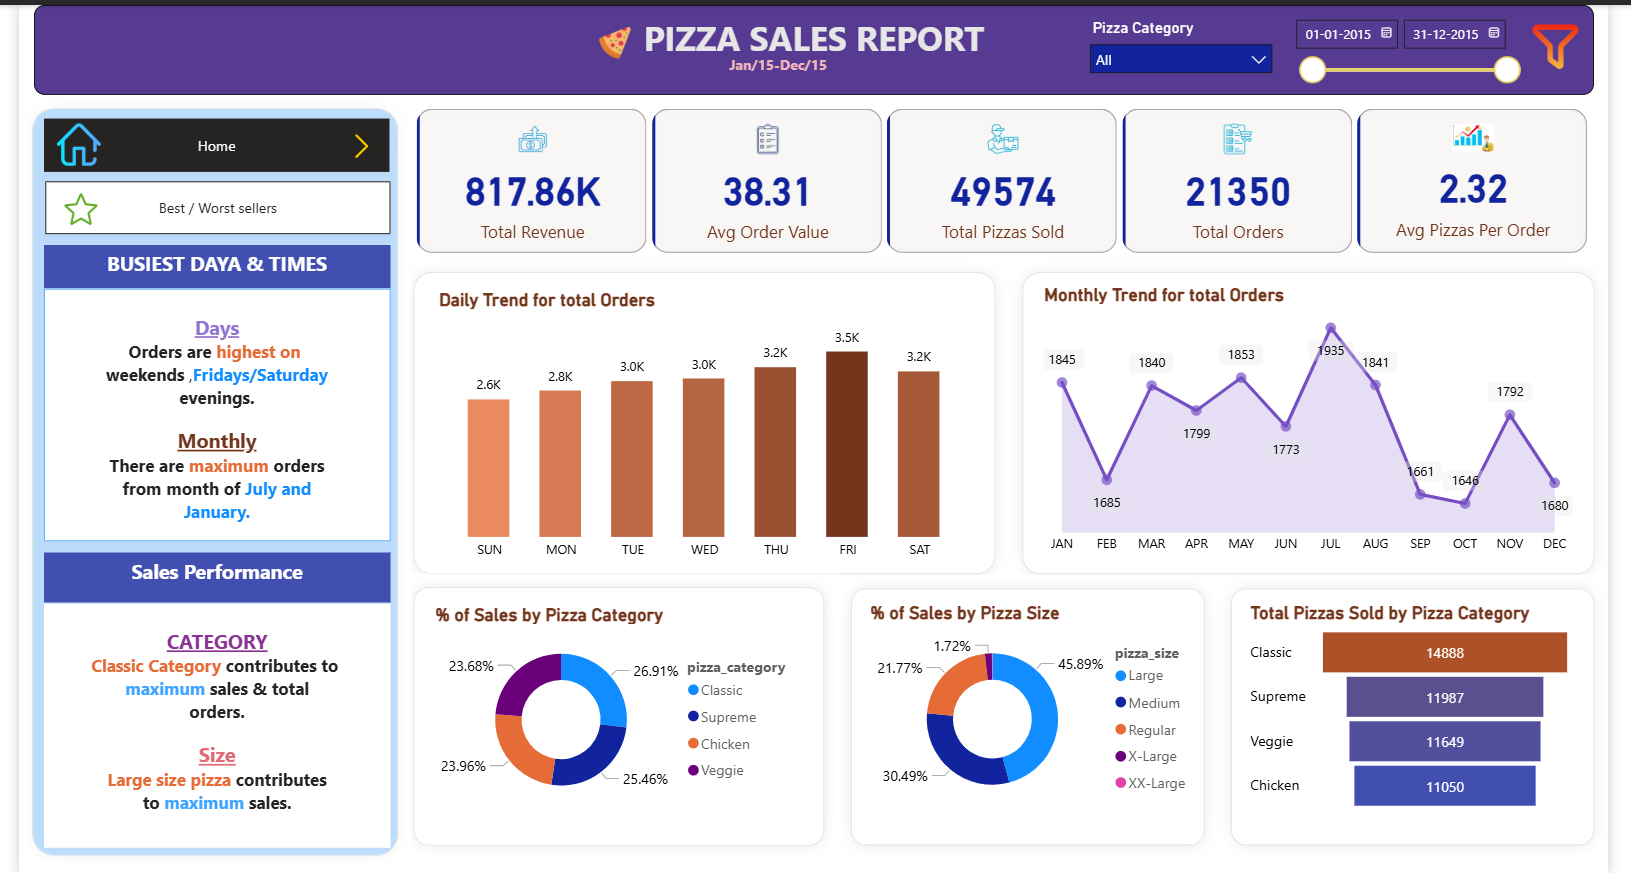 PIZZA SALES REPORT
Jan/15-Dec/15
Pizza Category
All
01-01-2015
31-12-2015
Home
Best / Worst sellers
BUSIEST DAYA & TIMES
Days
Orders are highest on
weekends ,Fridays/Saturday
evenings.
Monthly
There are maximum orders
from month of July and
January.
Sales Performance
CATEGORY
Classic Category contributes to
maximum sales & total
orders.
Size
Large size pizza contributes
to maximum sales.
817.86K
Total Revenue
38.31
Avg Order Value
49574
Total Pizzas Sold
21350
Total Orders
2.32
Avg Pizzas Per Order
Daily Trend for total Orders
2.6K
2.8K
3.0K
3.0K
3.2K
3.5K
3.2K
SUN MON TUE WED THU FRI SAT
Monthly Trend for total Orders
1845
1685
1840
1799
1853
1773
1935
1841
1661
1646
1792
1680
JAN FEB MAR APR MAY JUN JUL AUG SEP OCT NOV DEC
% of Sales by Pizza Category
23.68%
26.91%
23.96%
25.46%
pizza_category
Classic
Supreme
Chicken
Veggie
% of Sales by Pizza Size
1.72%
21.77%
45.89%
30.49%
pizza_size
Large
Medium
Regular
X-Large
XX-Large
Total Pizzas Sold by Pizza Category
Classic 14888
Supreme 11987
Veggie 11649
Chicken 11050